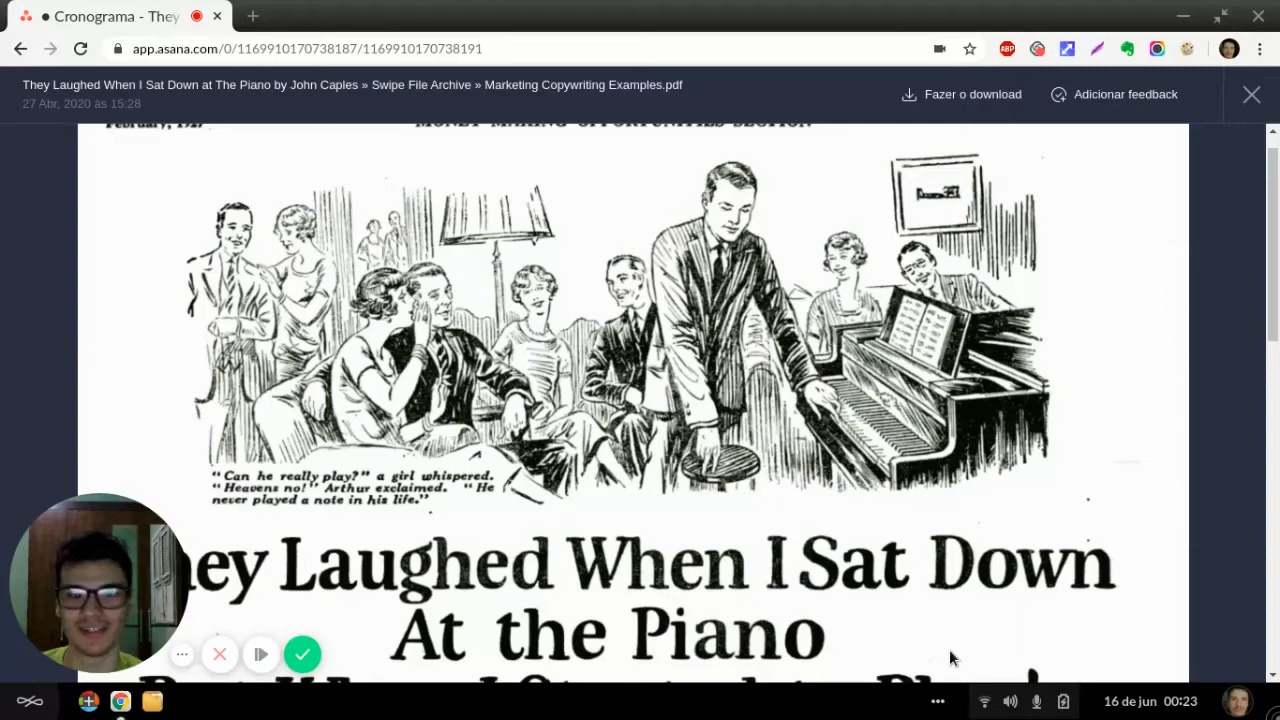 Cronograma - They
app.asana.com/0/1169910170738187/1169910170738191
ABP
They Laughed When I Sat Down at The Piano by John Caples » Swipe File Archive » Marketing Copywriting Examples.pdf
27 Abr, 2020 às 15:28
Fazer o download
Adicionar feedback
"Can he really play?" a girl whispered.
"Heavens no!" Arthur exclaimed. "He
never played a note in his life."
hey Laughed When I Sat Down
At the Piano
16 de jun 00:23